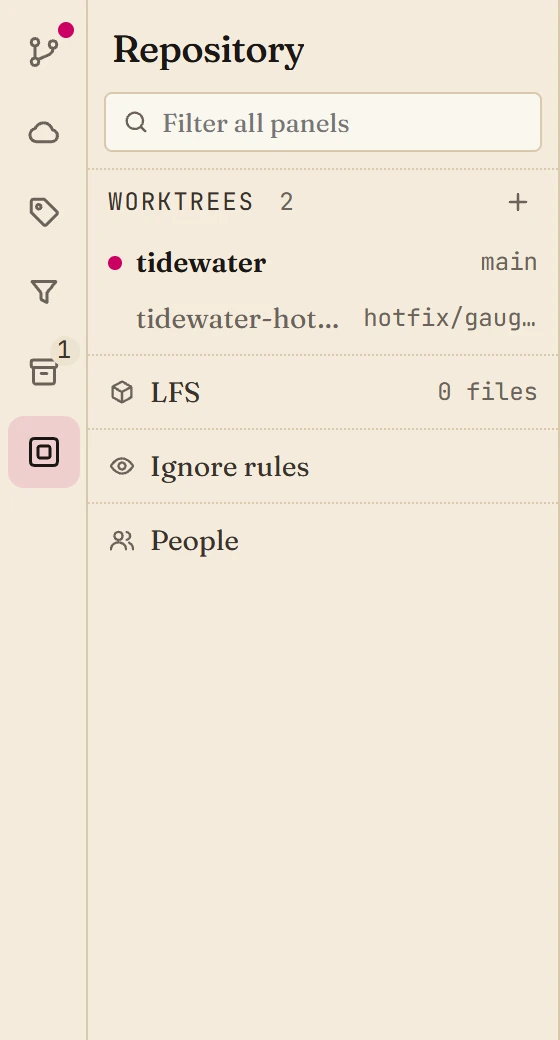 Repository
Filter all panels
WORKTREES 2
tidewater main
tidewater-hot… hotfix/gaug…
1
LFS 0 files
Ignore rules
People